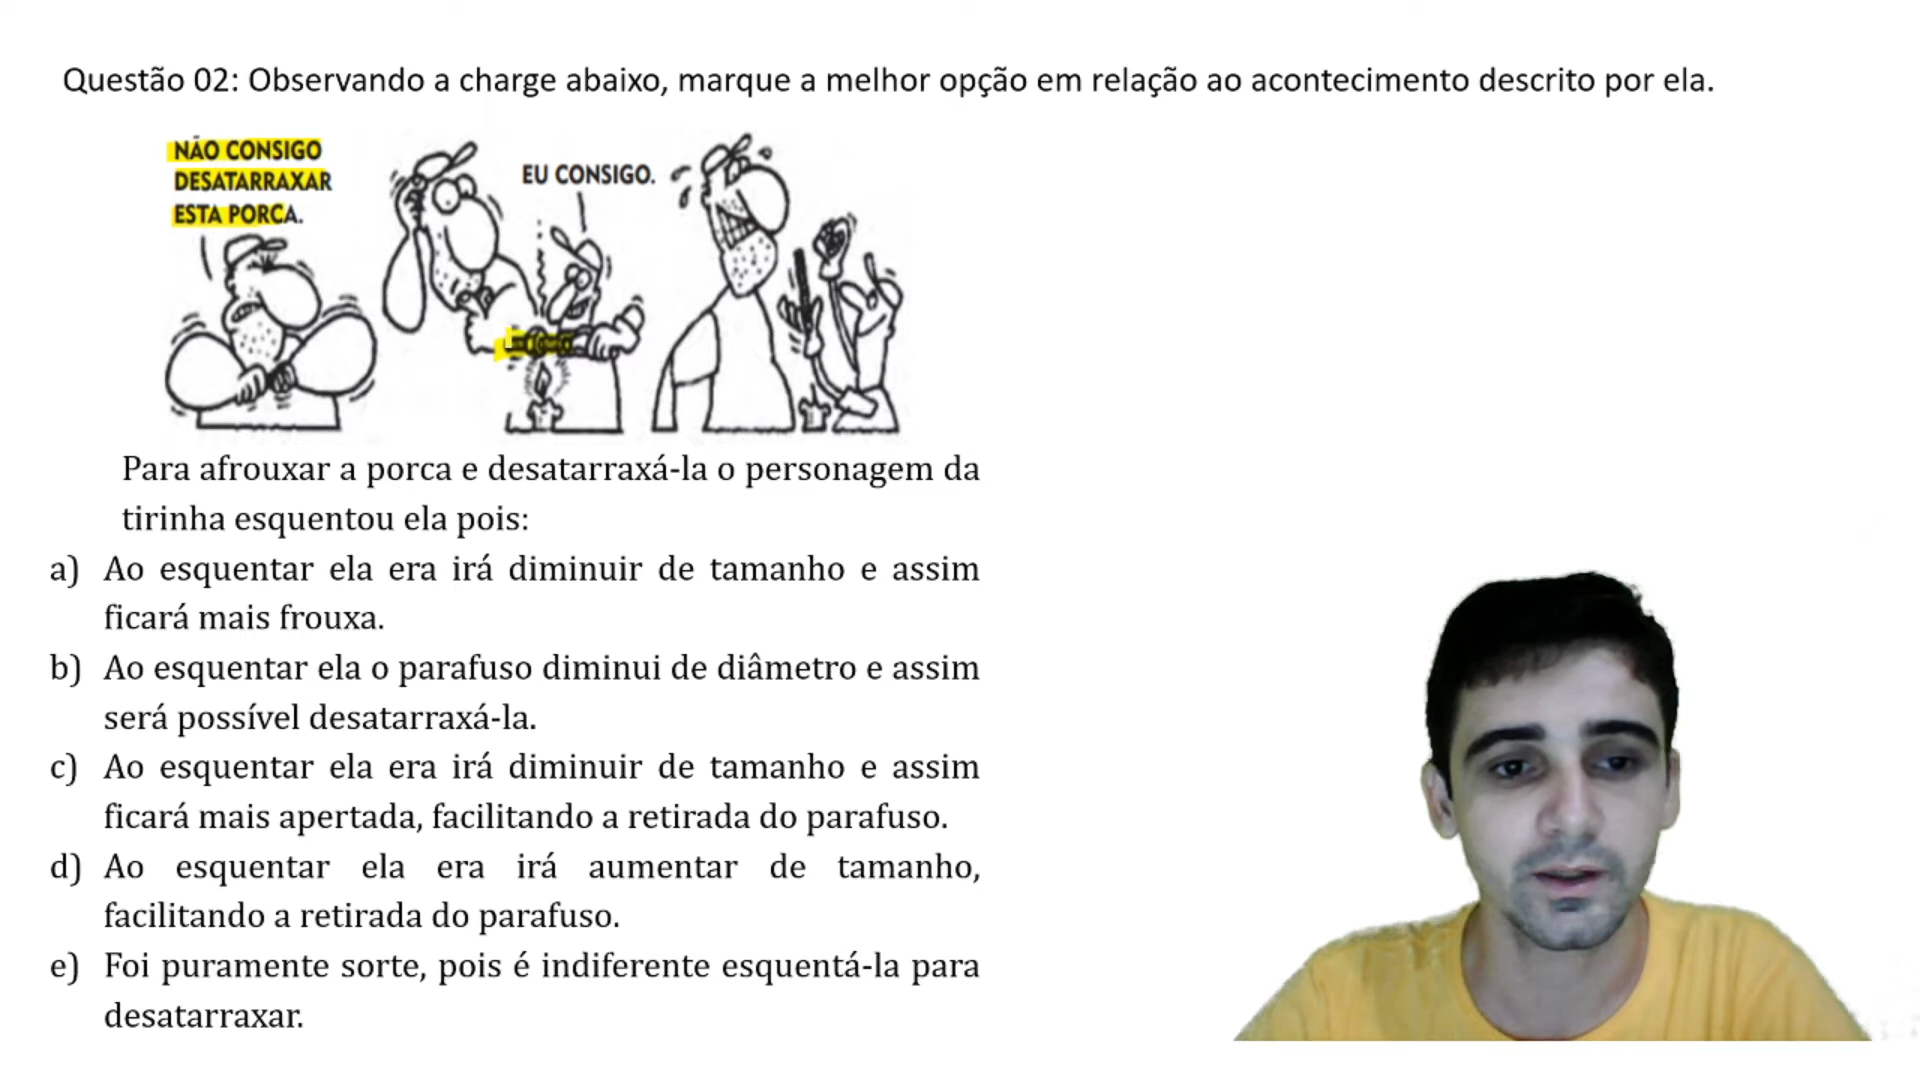 Questão 02: Observando a charge abaixo, marque a melhor opção em relação ao acontecimento descrito por ela.
NÃO CONSIGO
DESATARRAXAR
ESTA PORCA.
EU CONSIGO.
Para afrouxar a porca e desatarraxá-la o personagem da
tirinha esquentou ela pois:
a) Ao esquentar ela era irá diminuir de tamanho e assim
ficará mais frouxa.
b) Ao esquentar ela o parafuso diminui de diâmetro e assim
será possível desatarraxá-la.
c) Ao esquentar ela era irá diminuir de tamanho e assim
ficará mais apertada, facilitando a retirada do parafuso.
d) Ao esquentar ela era irá aumentar de tamanho,
facilitando a retirada do parafuso.
e) Foi puramente sorte, pois é indiferente esquentá-la para
desatarraxar.